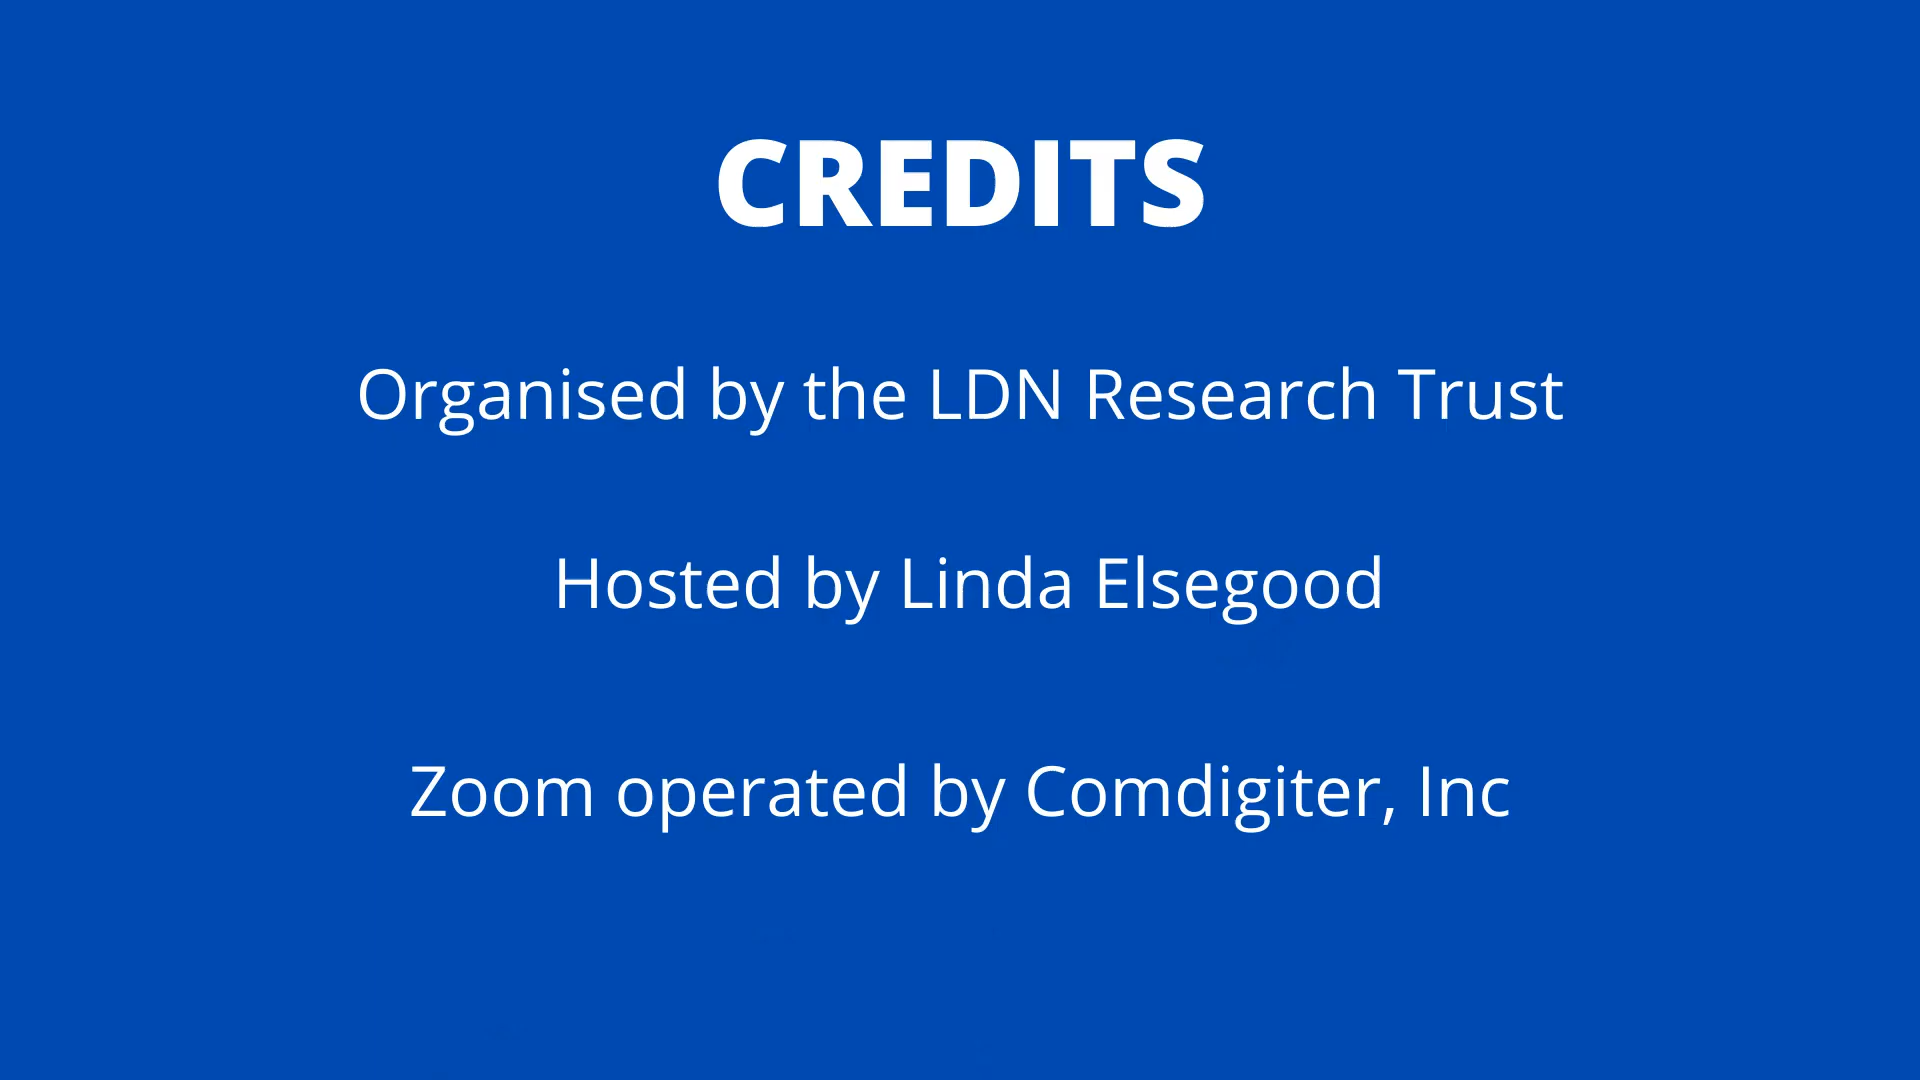 CREDITS
Organised by the LDN Research Trust
Hosted by Linda Elsegood
Zoom operated by Comdigiter, Inc